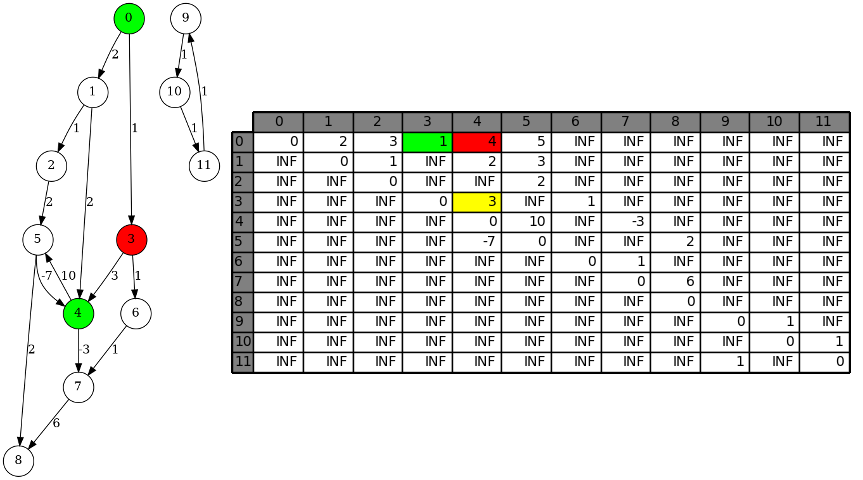 0
9
2
1
1
10
1
1
1
1
2
11
2
2
5
3
-7
10
3
1
4
6
2
-3
1
7
6
8
0 1 2 3 4 5 6 7 8 9 10 11
0 0 2 3 1 4 5 INF INF INF INF INF INF
1 INF 0 1 INF 2 3 INF INF INF INF INF INF
2 INF INF 0 INF INF 2 INF INF INF INF INF INF
3 INF INF INF 0 3 INF 1 INF INF INF INF INF
4 INF INF INF INF 0 10 INF -3 INF INF INF INF
5 INF INF INF INF -7 0 INF INF 2 INF INF INF
6 INF INF INF INF INF INF 0 1 INF INF INF INF
7 INF INF INF INF INF INF INF 0 6 INF INF INF
8 INF INF INF INF INF INF INF INF 0 INF INF INF
9 INF INF INF INF INF INF INF INF INF 0 1 INF
10 INF INF INF INF INF INF INF INF INF INF 0 1
11 INF INF INF INF INF INF INF INF INF 1 INF 0